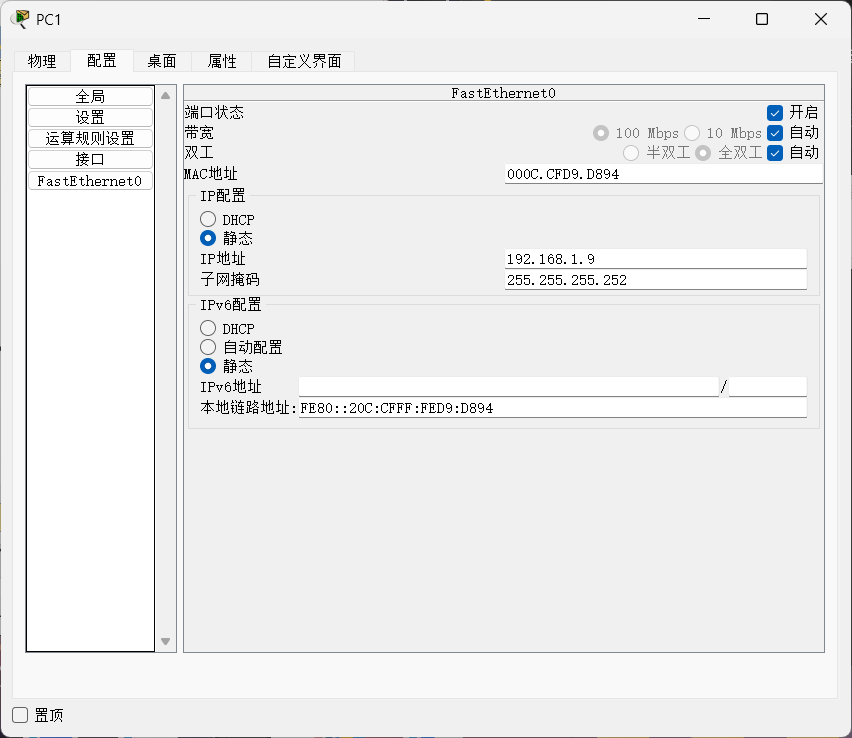 PC1
物理 配置 桌面 属性 自定义界面
全局
设置
运算规则设置
接口
FastEthernet0
FastEthernet0
端口状态 开启
带宽 100 Mbps 10 Mbps 自动
双工 半双工 全双工 自动
MAC地址 000C.CFD9.D894
IP配置
DHCP
静态
IP地址 192.168.1.9
子网掩码 255.255.255.252
IPv6配置
DHCP
自动配置
静态
IPv6地址 /
本地链路地址: FE80::20C:CFFF:FED9:D894
置顶